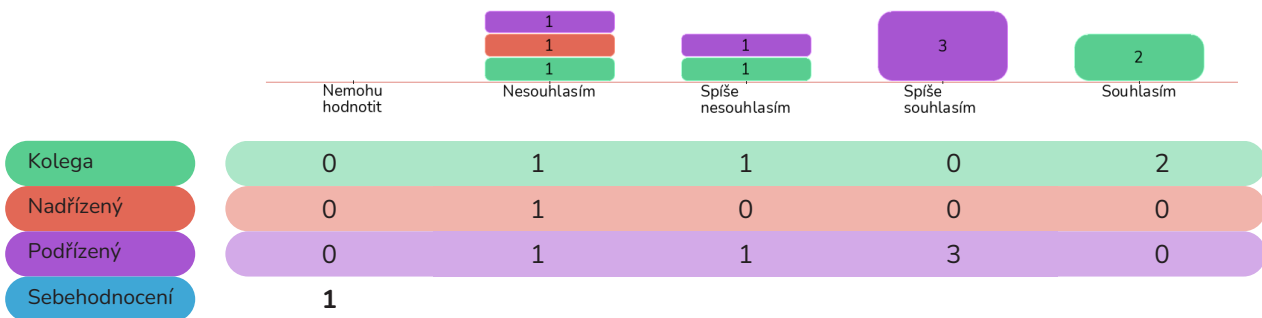 1
1
1
1
1
3
2
Nemohu
hodnotit
Nesouhlasím
Spíše
nesouhlasím
Spíše
souhlasím
Souhlasím
Kolega 0 1 1 0 2
Nadřízený 0 1 0 0 0
Podřízený 0 1 1 3 0
Sebehodnocení 1